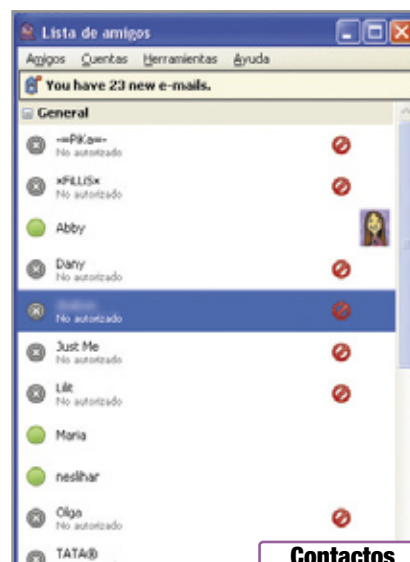 Lista de amigos
Amigos Cuentas Herramientas Ayuda
You have 23 new e-mails.
General
-=PiKa=-
No autorizado
×FiLLiS×
No autorizado
Abby
Dany
No autorizado
No autorizado
Just Me
No autorizado
Lilit
No autorizado
Maria
neslihar
Olga
No autorizado
TATA®
Contactos